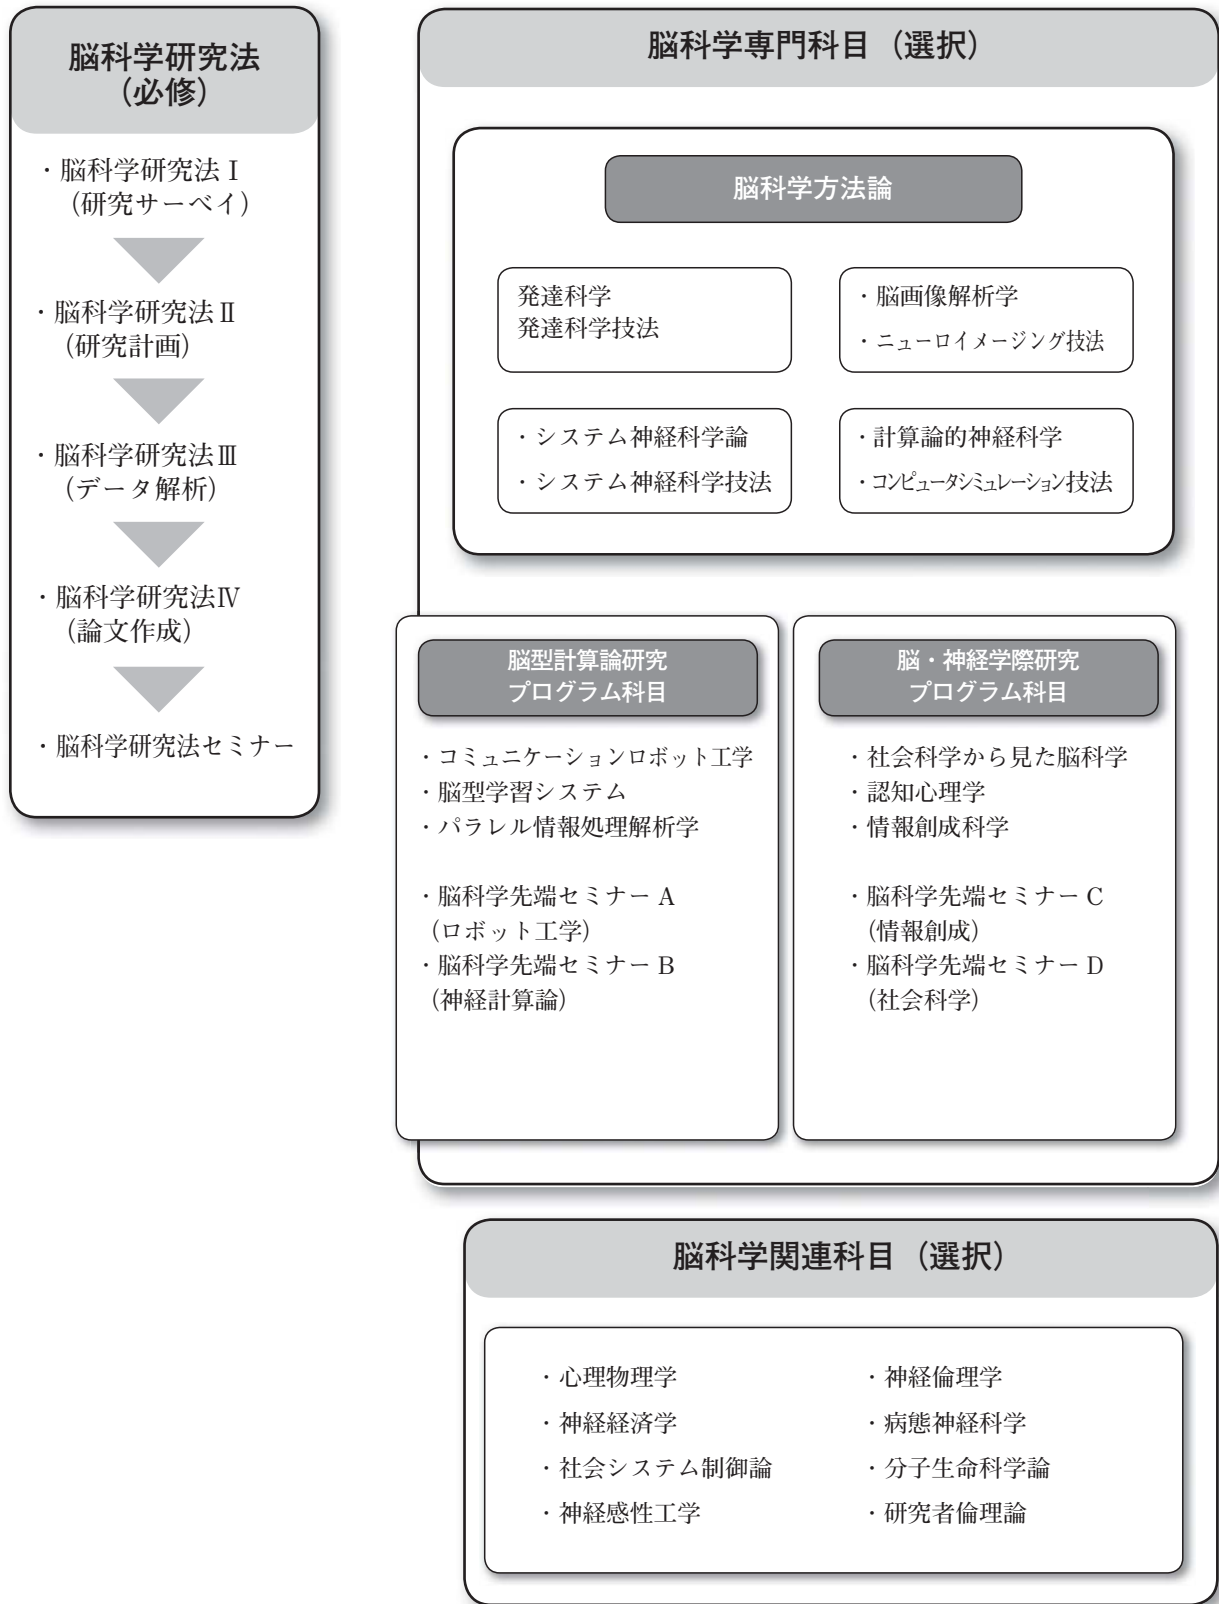 脳科学研究法
（必修）
・脳科学研究法Ⅰ
（研究サーベイ）
・脳科学研究法Ⅱ
（研究計画）
・脳科学研究法Ⅲ
（データ解析）
・脳科学研究法Ⅳ
（論文作成）
・脳科学研究法セミナー
脳科学専門科目（選択）
脳科学方法論
発達科学
発達科学技法
・脳画像解析学
・ニューロイメージング技法
・システム神経科学論
・システム神経科学技法
・計算論的神経科学
・コンピュータシミュレーション技法
脳型計算論研究
プログラム科目
・コミュニケーションロボット工学
・脳型学習システム
・パラレル情報処理解析学
・脳科学先端セミナー A
（ロボット工学）
・脳科学先端セミナー B
（神経計算論）
脳・神経学際研究
プログラム科目
・社会科学から見た脳科学
・認知心理学
・情報創成科学
・脳科学先端セミナー C
（情報創成）
・脳科学先端セミナー D
（社会科学）
脳科学関連科目（選択）
・心理物理学
・神経経済学
・社会システム制御論
・神経感性工学
・神経倫理学
・病態神経科学
・分子生命科学論
・研究者倫理論